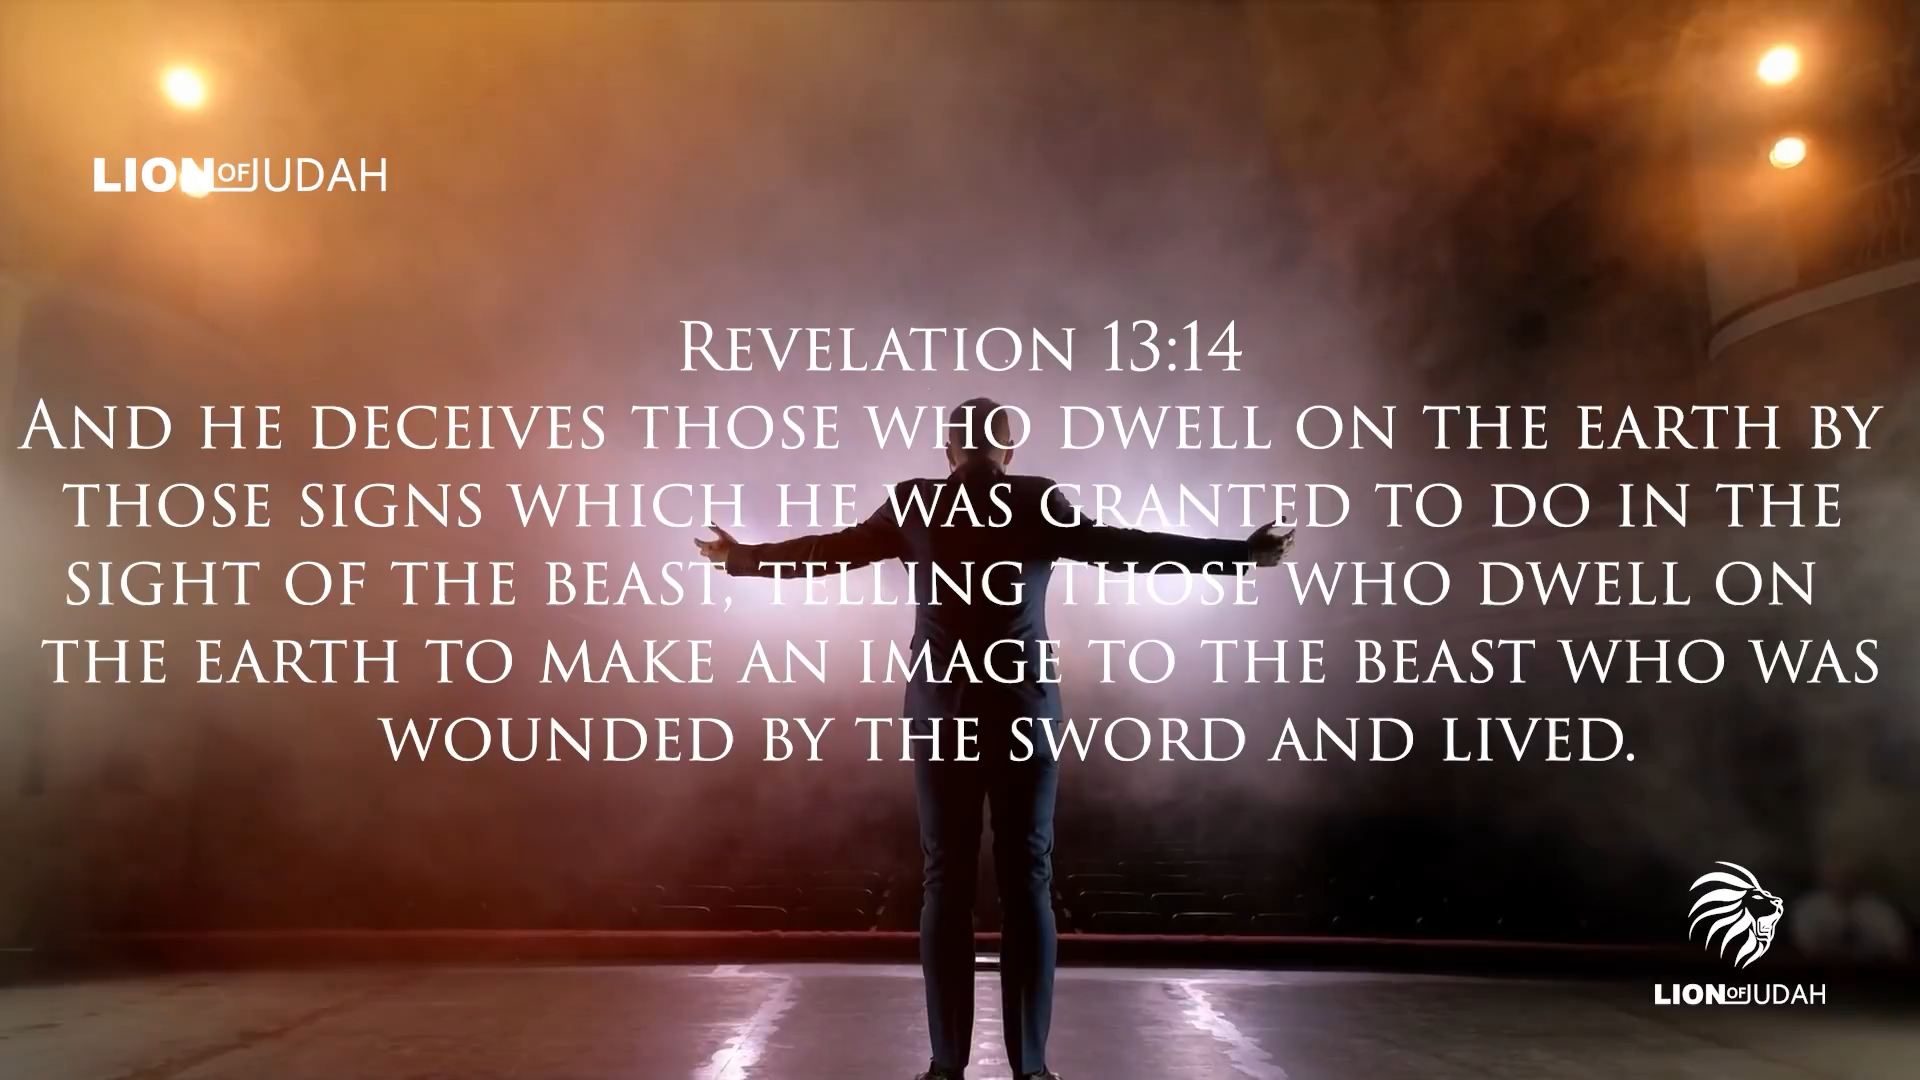 LION OF JUDAH
Revelation 13:14
And he deceives those who dwell on the earth by
those signs which he was granted to do in the
sight of the beast, telling those who dwell on
the earth to make an image to the beast who was
wounded by the sword and lived.
LION OF JUDAH